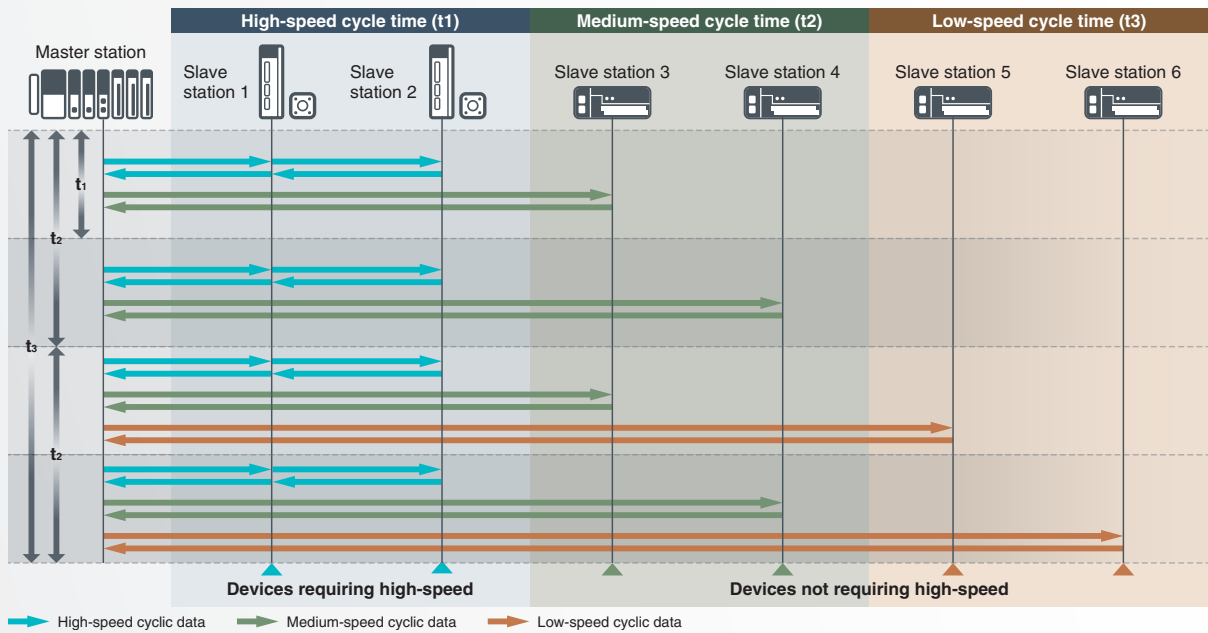 High-speed cycle time (t1)
Medium-speed cycle time (t2)
Low-speed cycle time (t3)
Master station
Slave
station 1
Slave
station 2
Slave station 3
Slave station 4
Slave station 5
Slave station 6
t1
t2
t3
t2
Devices requiring high-speed
Devices not requiring high-speed
High-speed cyclic data
Medium-speed cyclic data
Low-speed cyclic data